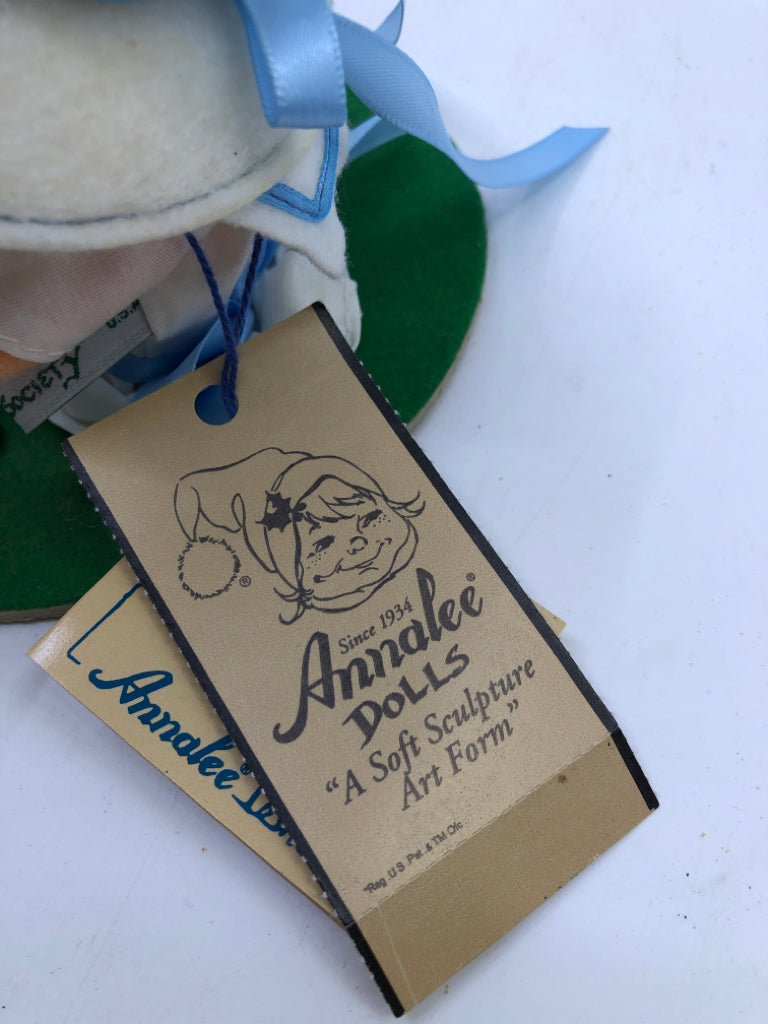 U.S.A
SOCIETY
®
Since 1934
Annalee®
DOLLS
"A Soft Sculpture
Art Form"
*Reg. U.S. Pat. & TM Ofc.
Annalee®